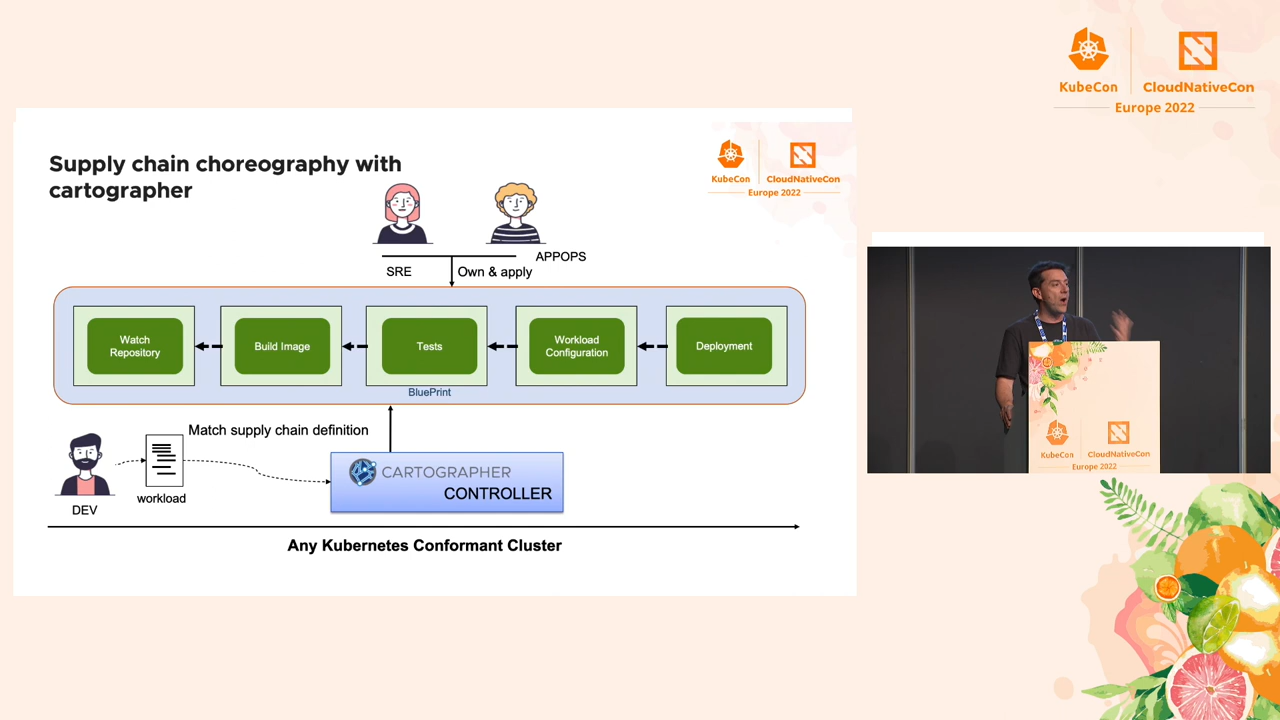 KubeCon
CloudNativeCon
Europe 2022
Supply chain choreography with
cartographer
KubeCon
CloudNativeCon
Europe 2022
SRE
APPOPS
Own & apply
Watch
Repository
Build Image
Tests
Workload
Configuration
Deployment
BluePrint
Match supply chain definition
DEV
workload
CARTOGRAPHER
CONTROLLER
Any Kubernetes Conformant Cluster
KubeCon
CloudNativeCon
Europe 2022